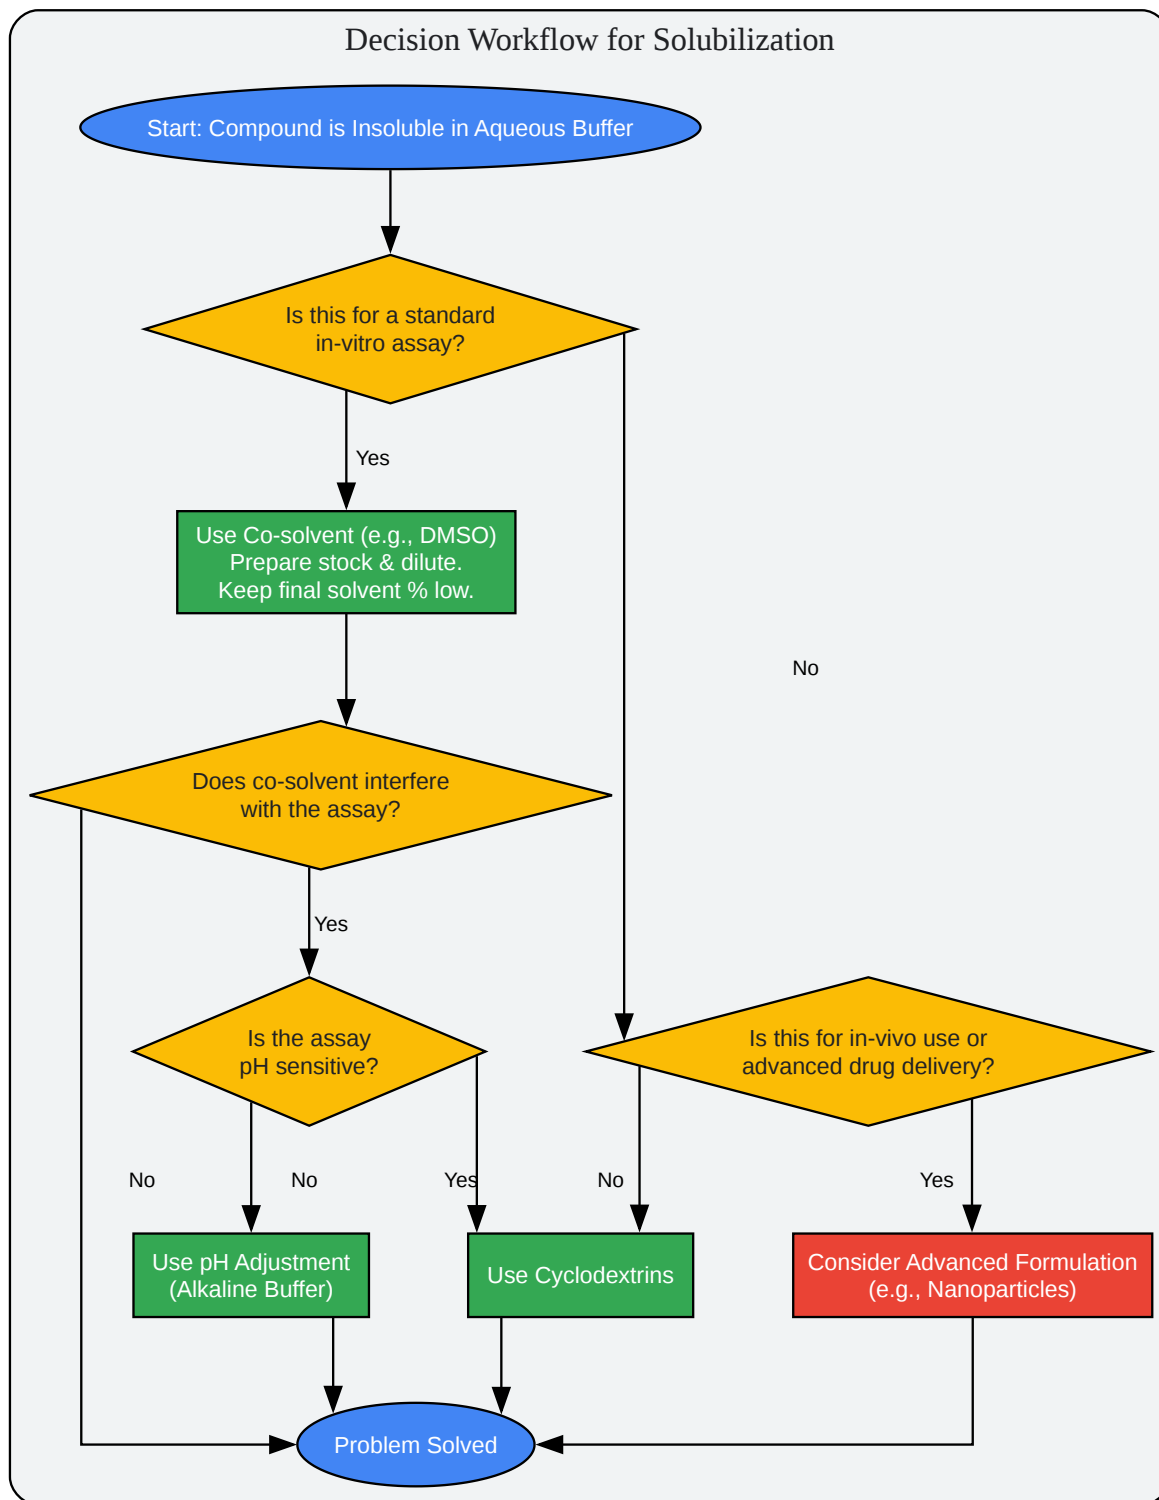 Decision Workflow for Solubilization
Start: Compound is Insoluble in Aqueous Buffer
Is this for a standard
in-vitro assay?
Yes
Use Co-solvent (e.g., DMSO)
Prepare stock & dilute.
Keep final solvent % low.
No
Does co-solvent interfere
with the assay?
Yes
Is the assay
pH sensitive?
Is this for in-vivo use or
advanced drug delivery?
No
No
Yes
No
Yes
Use pH Adjustment
(Alkaline Buffer)
Use Cyclodextrins
Consider Advanced Formulation
(e.g., Nanoparticles)
Problem Solved